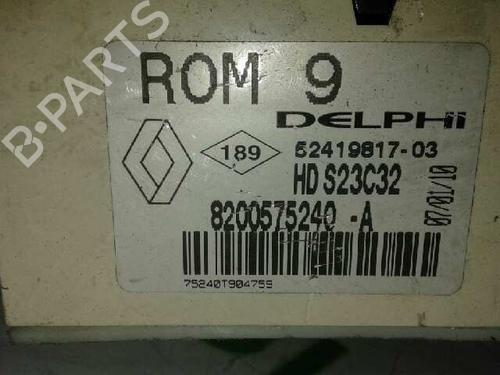 B-PARTS
ROM 9
DELPHI
189
52419817-03
HD S23C32
07/01/10
8200575240 -A
75240T904759